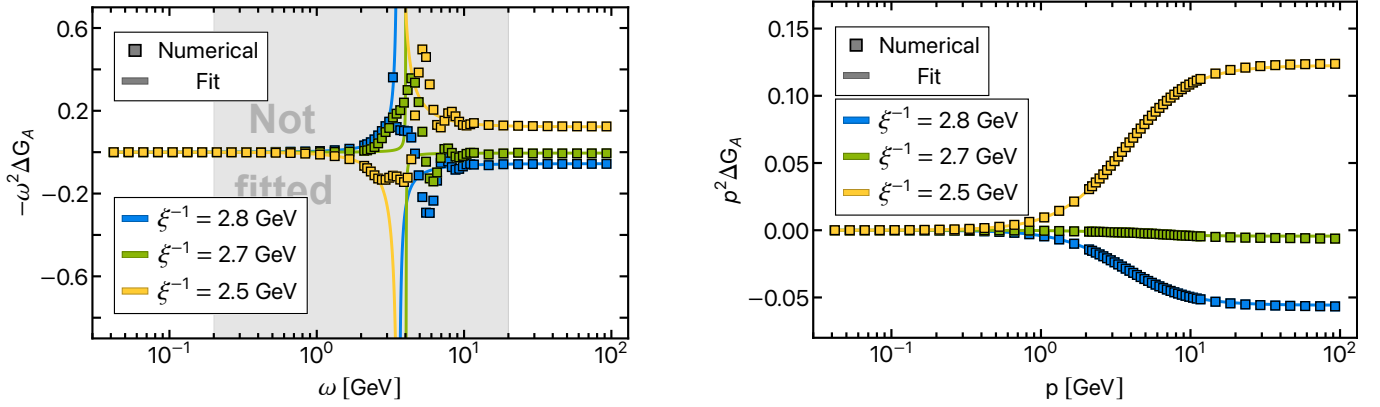 −ω²ΔG_A
0.6
0.2
−0.2
−0.6
Numerical
Fit
Not
fitted
ξ⁻¹ = 2.8 GeV
ξ⁻¹ = 2.7 GeV
ξ⁻¹ = 2.5 GeV
10⁻¹ 10⁰ 10¹ 10²
ω [GeV]
p²ΔG_A
0.15
0.10
0.05
0.00
−0.05
Numerical
Fit
ξ⁻¹ = 2.8 GeV
ξ⁻¹ = 2.7 GeV
ξ⁻¹ = 2.5 GeV
10⁻¹ 10⁰ 10¹ 10²
p [GeV]